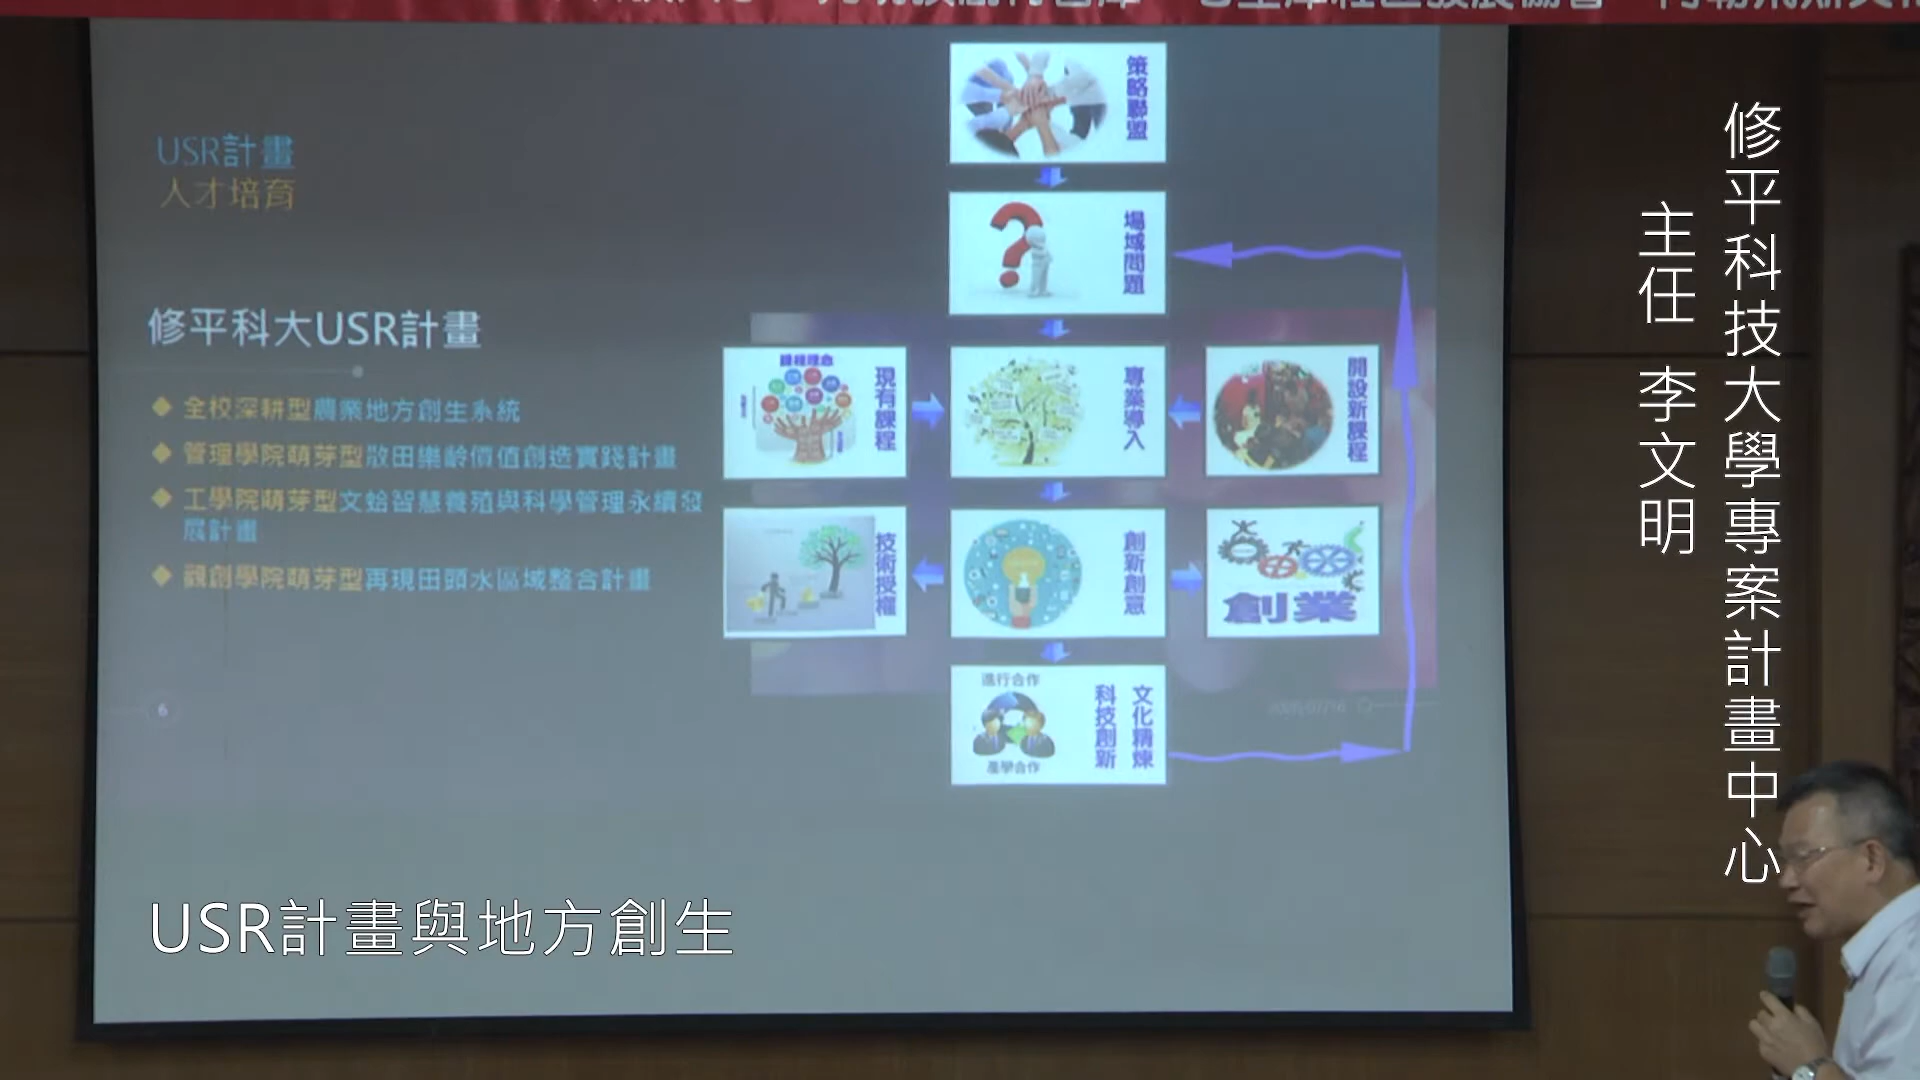 USR計畫
人才培育
修平科大USR計畫
全校深耕型農業地方創生系統
管理學院萌芽型散田樂齡價值創造實踐計畫
工學院萌芽型文蛤智慧養殖與科學管理永續發
展計畫
觀創學院萌芽型再現田頭水區域整合計畫
6
策略聯盟
場域問題
現有課程
專業導入
開設新課程
技術授權
創新創意
創業
進行合作
產學合作
文化精煉
科技創新
修平科技大學專案計畫中心
主任 李文明
USR計畫與地方創生